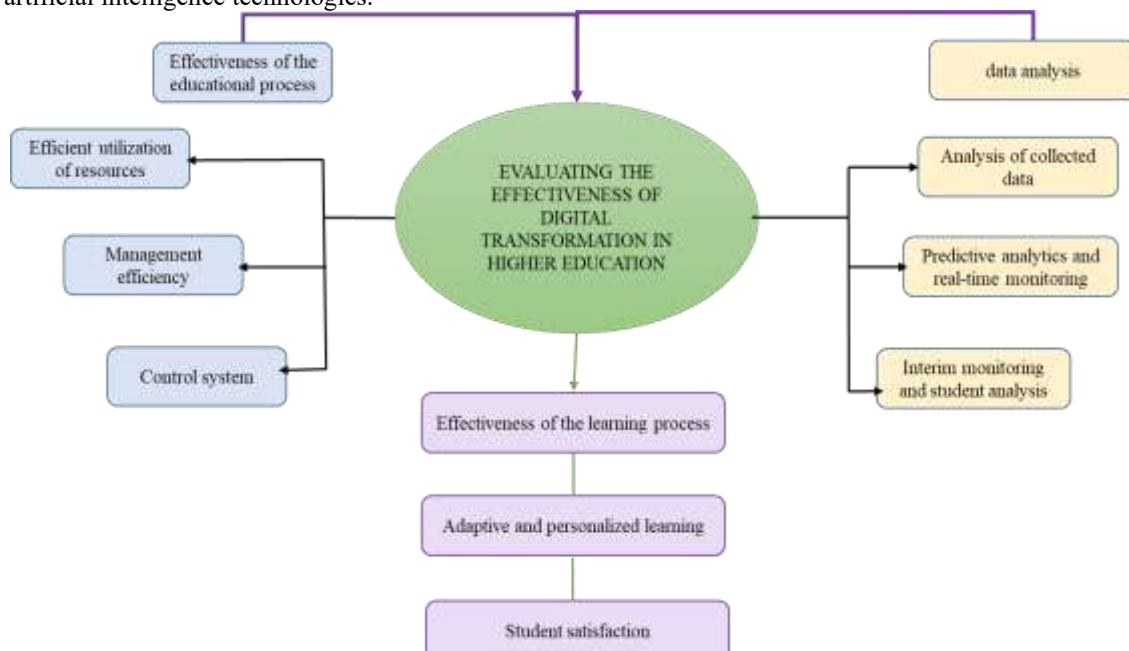 artificial intelligence technologies.
Effectiveness of the
educational process
data analysis
Efficient utilization
of resources
Management
efficiency
Control system
EVALUATING THE
EFFECTIVENESS OF
DIGITAL
TRANSFORMATION IN
HIGHER EDUCATION
Analysis of collected
data
Predictive analytics and
real-time monitoring
Interim monitoring
and student analysis
Effectiveness of the learning process
Adaptive and personalized learning
Student satisfaction